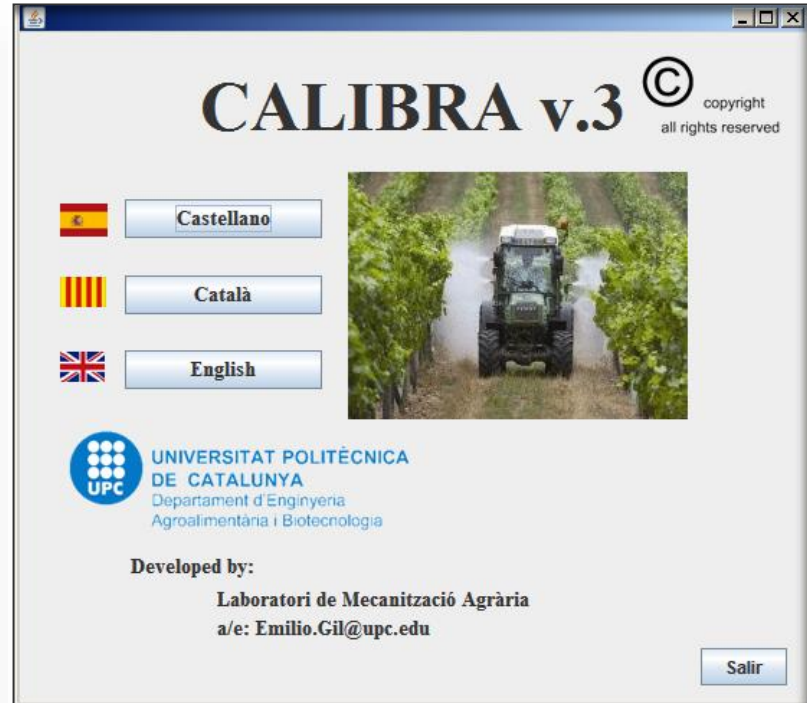 CALIBRA v.3 ©
copyright
all rights reserved
Castellano
Català
English
UPC
UNIVERSITAT POLITÈCNICA
DE CATALUNYA
Departament d'Enginyeria
Agroalimentària i Biotecnologia
Developed by:
Laboratori de Mecanització Agrària
a/e: Emilio.Gil@upc.edu
Salir